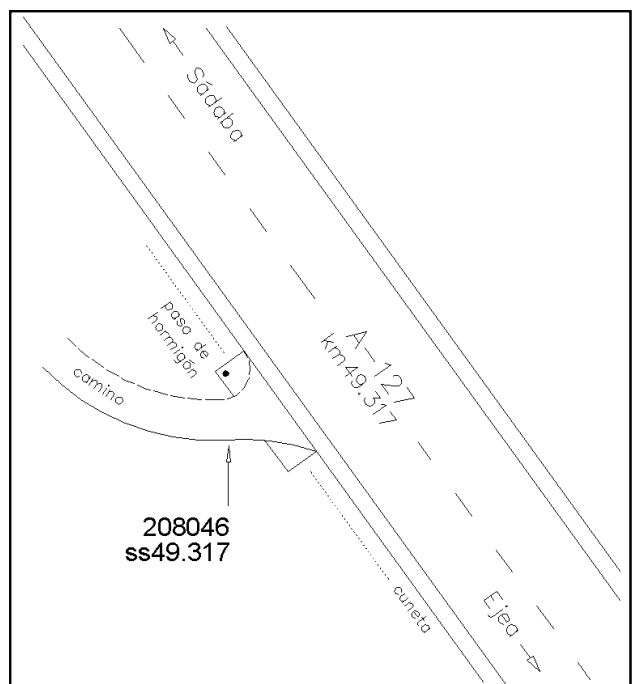 Sádaba
paso de
hormigón
A-127
km49.317
camino
208046
ss49.317
cuneta
Ejea